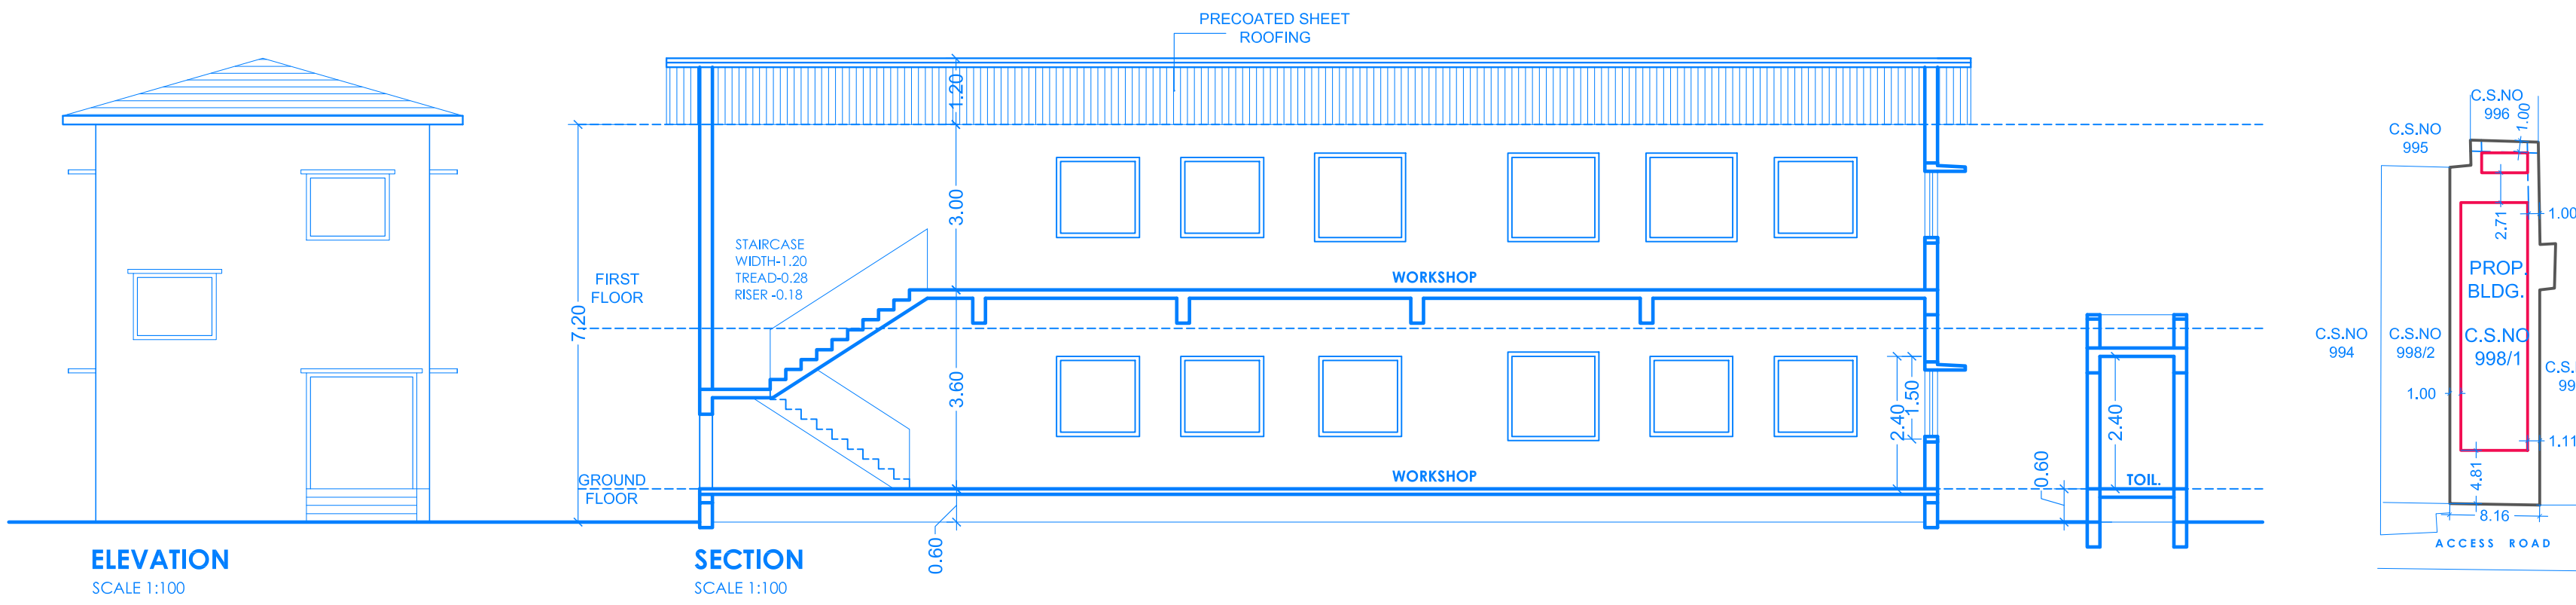 PRECOATED SHEET
ROOFING
1.20
3.00
STAIRCASE
WIDTH-1.20
TREAD-0.28
RISER -0.18
FIRST
FLOOR
WORKSHOP
7.20
3.60
2.40
1.50
GROUND
FLOOR
WORKSHOP
0.60
0.60
2.40
TOIL.
ELEVATION
SCALE 1:100
SECTION
SCALE 1:100
C.S.NO
996
1.00
C.S.NO
995
1.00
2.71
PROP.
BLDG.
C.S.NO
994
C.S.NO
998/2
C.S.NO
998/1
1.00
1.11
4.81
8.16
ACCESS ROAD